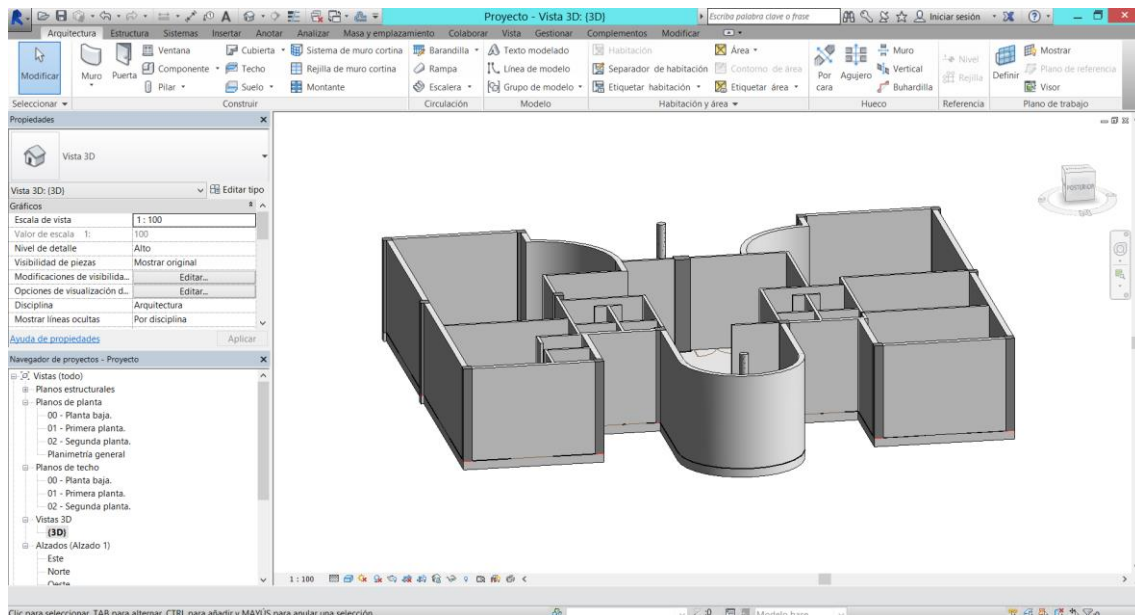 Proyecto - Vista 3D: {3D}
Escriba palabra clave o frase
Iniciar sesión
Arquitectura Estructura Sistemas Insertar Anotar Analizar Masa y emplazamiento Colaborar Vista Gestionar Complementos Modificar
Modificar
Muro
Puerta
Ventana
Componente
Pilar
Cubierta
Techo
Suelo
Sistema de muro cortina
Rejilla de muro cortina
Montante
Barandilla
Rampa
Escalera
Texto modelado
Línea de modelo
Grupo de modelo
Habitación
Separador de habitación
Etiquetar habitación
Área
Contorno de área
Etiquetar área
Por cara
Agujero
Muro
Vertical
Buhardilla
Nivel
Rejilla
Definir
Mostrar
Plano de referencia
Visor
Seleccionar
Construir
Circulación
Modelo
Habitación y área
Hueco
Referencia
Plano de trabajo
Propiedades
Vista 3D
Vista 3D: {3D}
Editar tipo
Gráficos
Escala de vista 1 : 100
Valor de escala 1: 100
Nivel de detalle Alto
Visibilidad de piezas Mostrar original
Modificaciones de visibilida... Editar...
Opciones de visualización d... Editar...
Disciplina Arquitectura
Mostrar líneas ocultas Por disciplina
Ayuda de propiedades Aplicar
Navegador de proyectos - Proyecto
Vistas (todo)
Planos estructurales
Planos de planta
00 - Planta baja.
01 - Primera planta.
02 - Segunda planta.
Planimetría general
Planos de techo
00 - Planta baja.
01 - Primera planta.
02 - Segunda planta.
Vistas 3D
{3D}
Alzados (Alzado 1)
Este
Norte
Oeste
POSTERIOR
1 : 100
Clic para seleccionar, TAB para alternar, CTRL para añadir y MAYÚS para anular una selección.
:0
Modelo base